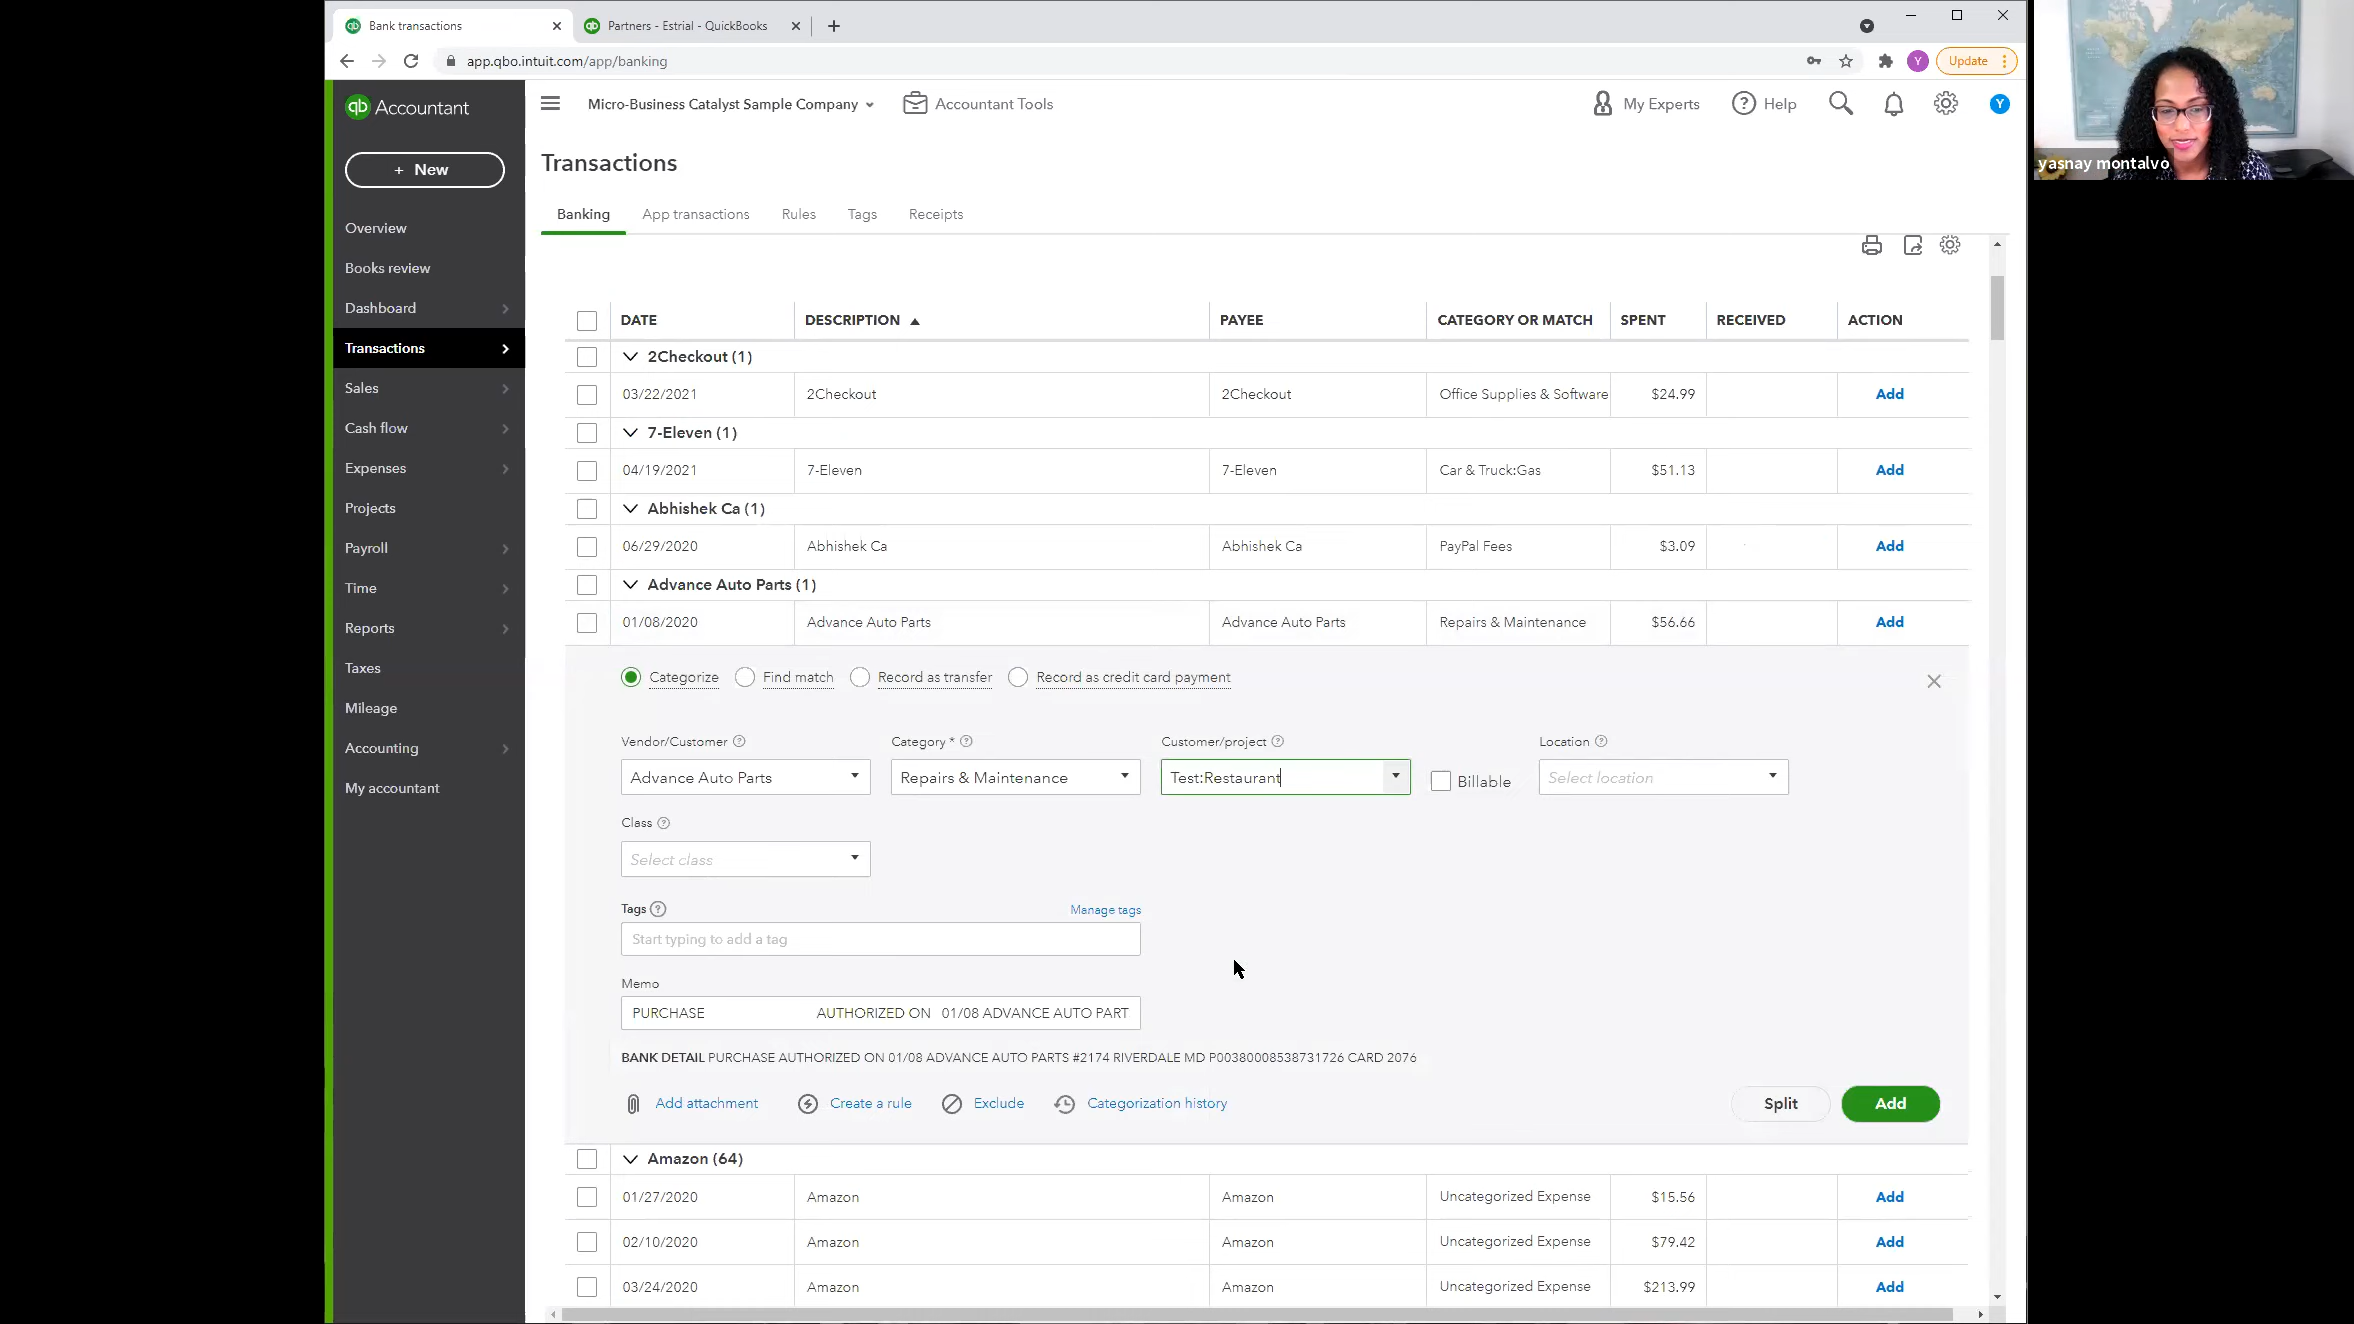 Bank transactions
Partners - Estrial - QuickBooks
app.qbo.intuit.com/app/banking
Y
Update
yasnay montalvo
qb Accountant
Micro-Business Catalyst Sample Company
Accountant Tools
My Experts
Help
Y
+ New
Transactions
Banking
App transactions
Rules
Tags
Receipts
Overview
Books review
Dashboard
Transactions
Sales
Cash flow
Expenses
Projects
Payroll
Time
Reports
Taxes
Mileage
Accounting
My accountant
DATE DESCRIPTION PAYEE CATEGORY OR MATCH SPENT RECEIVED ACTION
2Checkout (1)
03/22/2021 2Checkout 2Checkout Office Supplies & Software $24.99 Add
7-Eleven (1)
04/19/2021 7-Eleven 7-Eleven Car & Truck:Gas $51.13 Add
Abhishek Ca (1)
06/29/2020 Abhishek Ca Abhishek Ca PayPal Fees $3.09 Add
Advance Auto Parts (1)
01/08/2020 Advance Auto Parts Advance Auto Parts Repairs & Maintenance $56.66 Add
Categorize Find match Record as transfer Record as credit card payment
Vendor/Customer ? Category * ? Customer/project ? Location ?
Advance Auto Parts Repairs & Maintenance Test:Restaurant Billable Select location
Class ?
Select class
Tags ? Manage tags
Start typing to add a tag
Memo
PURCHASE AUTHORIZED ON 01/08 ADVANCE AUTO PART
BANK DETAIL PURCHASE AUTHORIZED ON 01/08 ADVANCE AUTO PARTS #2174 RIVERDALE MD P00380008538731726 CARD 2076
Add attachment Create a rule Exclude Categorization history Split Add
Amazon (64)
01/27/2020 Amazon Amazon Uncategorized Expense $15.56 Add
02/10/2020 Amazon Amazon Uncategorized Expense $79.42 Add
03/24/2020 Amazon Amazon Uncategorized Expense $213.99 Add